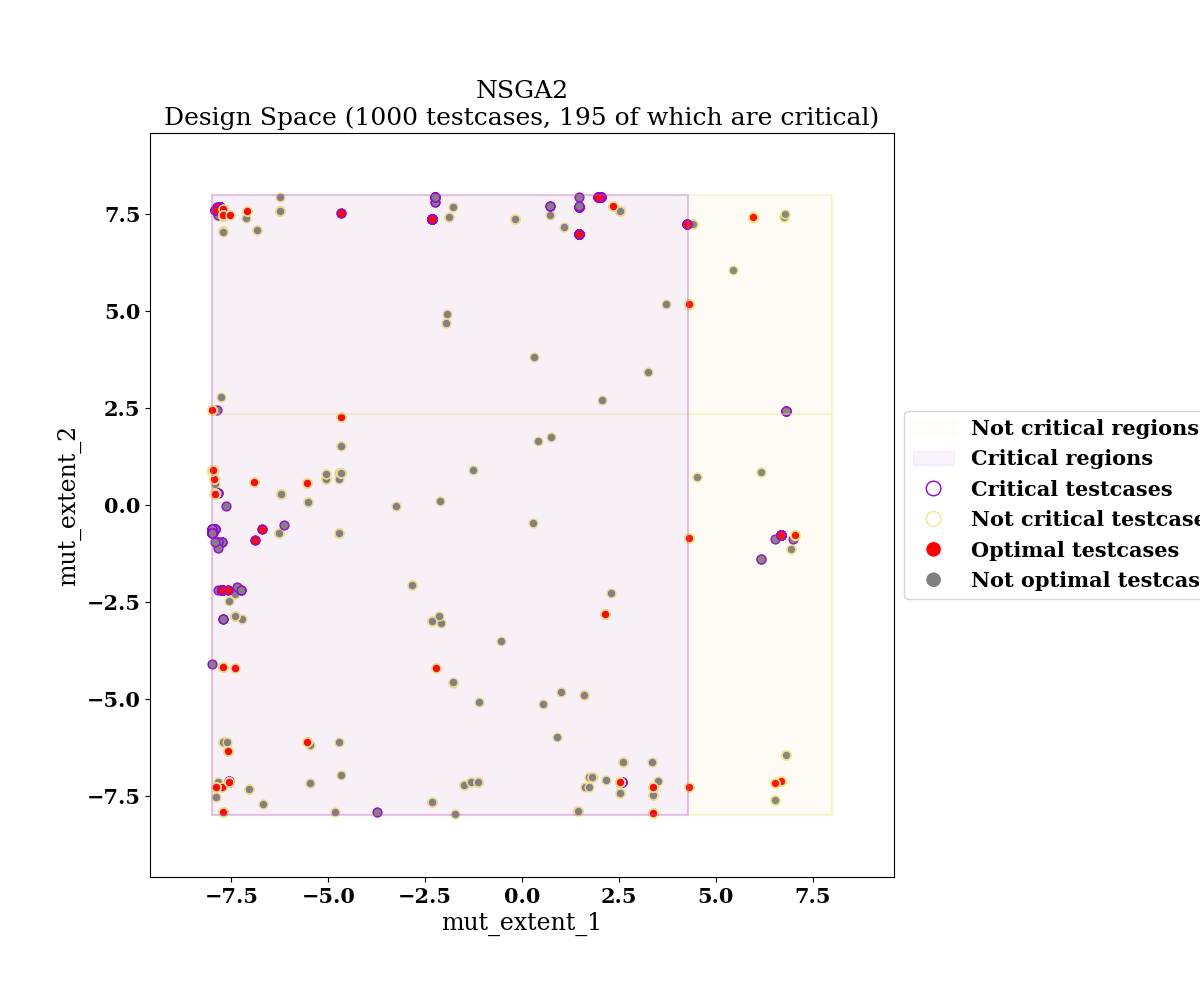 NSGA2
Design Space (1000 testcases, 195 of which are critical)
mut_extent_2
7.5
5.0
2.5
0.0
−2.5
−5.0
−7.5
−7.5
−5.0
−2.5
0.0
2.5
5.0
7.5
mut_extent_1
Not critical regions
Critical regions
Critical testcases
Not critical testcase
Optimal testcases
Not optimal testcas